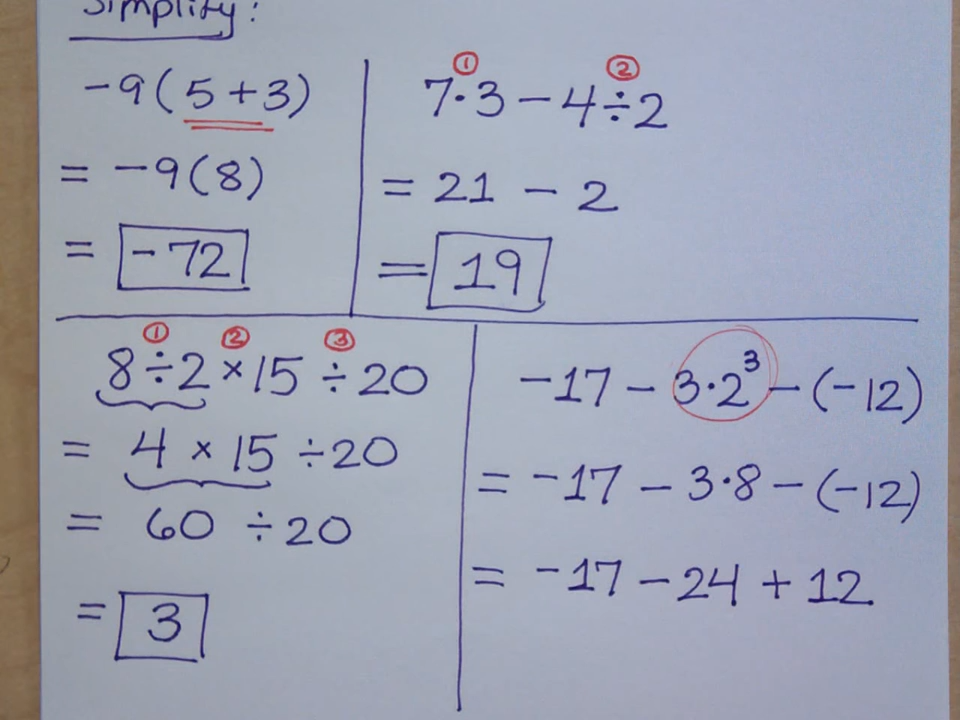 Simplify:
-9(5+3)
= -9(8)
= -72
① ②
7·3 - 4÷2
= 21 - 2
= 19
① ② ③
8÷2×15÷20
= 4 × 15 ÷20
= 60 ÷20
= 3
-17 - 3·2³ - (-12)
= -17 - 3·8 - (-12)
= -17 - 24 + 12